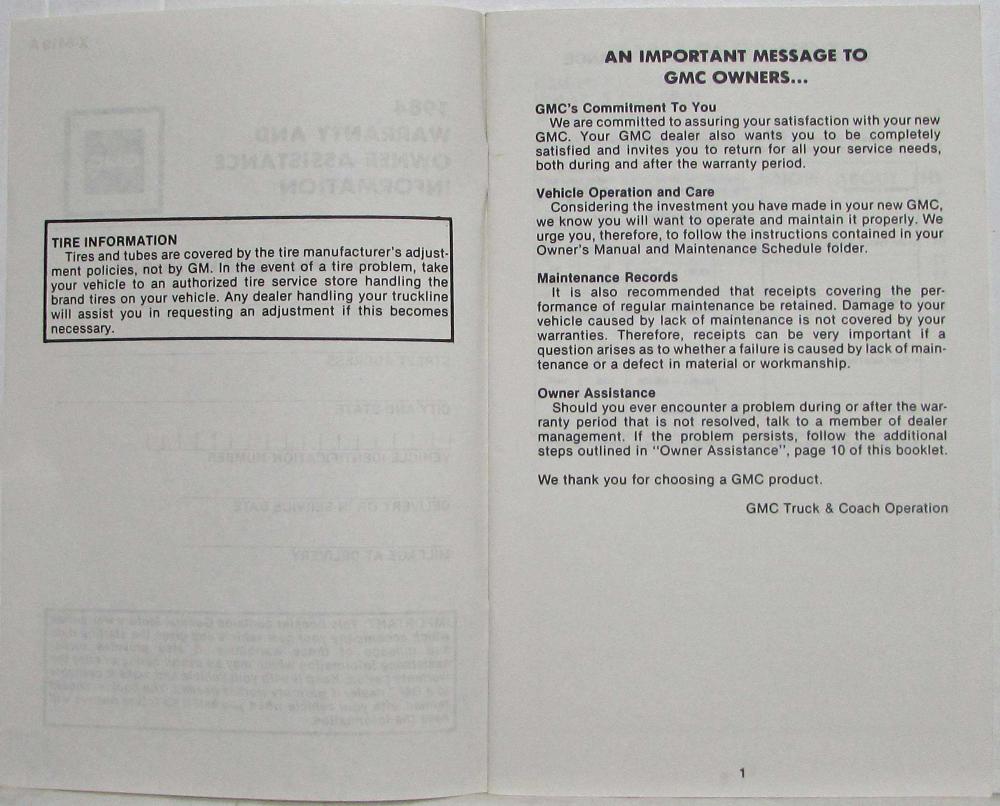 TIRE INFORMATION
Tires and tubes are covered by the tire manufacturer's adjust-
ment policies, not by GM. In the event of a tire problem, take
your vehicle to an authorized tire service store handling the
brand tires on your vehicle. Any dealer handling your truckline
will assist you in requesting an adjustment if this becomes
necessary.
AN IMPORTANT MESSAGE TO
GMC OWNERS...
GMC's Commitment To You
We are committed to assuring your satisfaction with your new
GMC. Your GMC dealer also wants you to be completely
satisfied and invites you to return for all your service needs,
both during and after the warranty period.
Vehicle Operation and Care
Considering the investment you have made in your new GMC,
we know you will want to operate and maintain it properly. We
urge you, therefore, to follow the instructions contained in your
Owner's Manual and Maintenance Schedule folder.
Maintenance Records
It is also recommended that receipts covering the per-
formance of regular maintenance be retained. Damage to your
vehicle caused by lack of maintenance is not covered by your
warranties. Therefore, receipts can be very important if a
question arises as to whether a failure is caused by lack of main-
tenance or a defect in material or workmanship.
Owner Assistance
Should you ever encounter a problem during or after the war-
ranty period that is not resolved, talk to a member of dealer
management. If the problem persists, follow the additional
steps outlined in "Owner Assistance", page 10 of this booklet.
We thank you for choosing a GMC product.
GMC Truck & Coach Operation
1